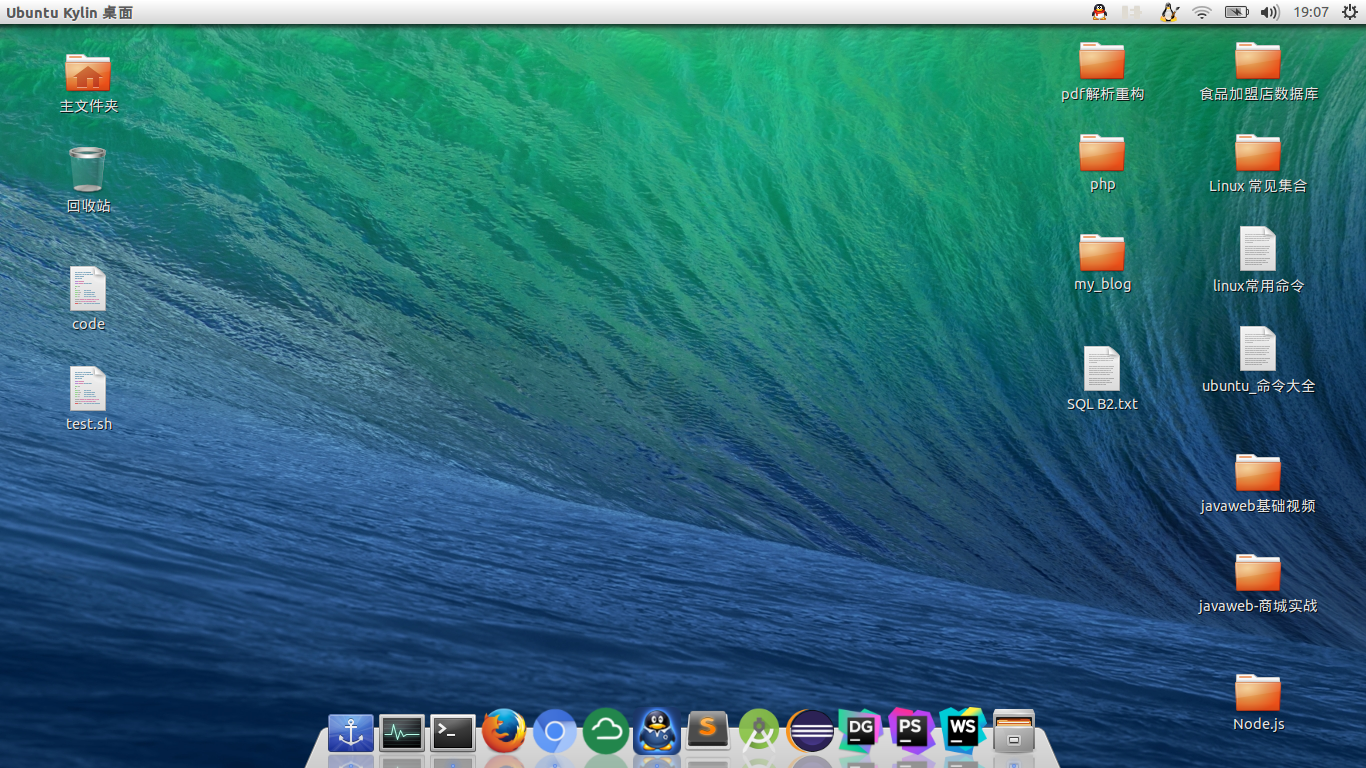 Ubuntu Kylin 桌面
19:07
主文件夹
回收站
code
test.sh
pdf解析重构
php
my_blog
SQL B2.txt
食品加盟店数据库
Linux 常见集合
linux常用命令
ubuntu_命令大全
javaweb基础视频
javaweb-商城实战
Node.js
S
DG
PS
WS